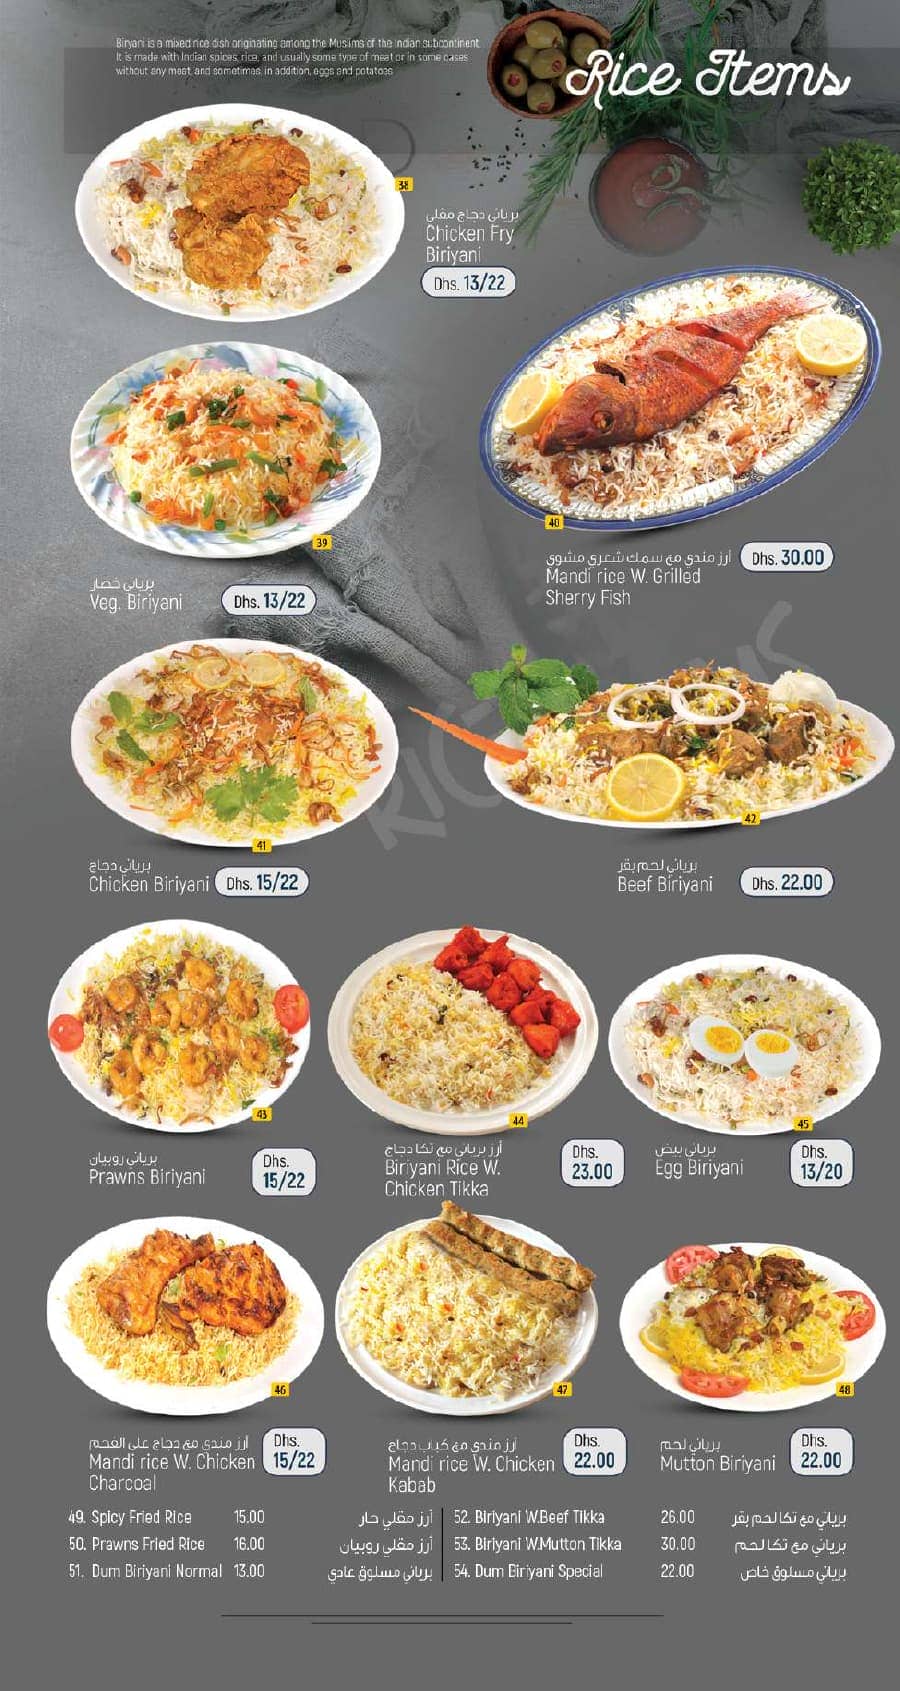 Biryani is a mixed rice dish originating among the Muslims of the Indian subcontinent.
It is made with Indian spices, rice, and usually some type of meat or in some cases
without any meat, and sometimes, in addition, eggs and potatoes.
Rice Items
38
برياني دجاج مقلي
Chicken Fry
Biriyani
Dhs. 13/22
39
برياني خضار
Veg. Biriyani
Dhs. 13/22
40
أرز مندي مع سمك شعري مشوي
Mandi rice W. Grilled
Sherry Fish
Dhs. 30.00
41
برياني دجاج
Chicken Biriyani
Dhs. 15/22
42
برياني لحم بقر
Beef Biriyani
Dhs. 22.00
43
برياني روبيان
Prawns Biriyani
Dhs.
15/22
44
أرز برياني مع تكا دجاج
Biriyani Rice W.
Chicken Tikka
Dhs.
23.00
45
برياني بيض
Egg Biriyani
Dhs.
13/20
46
أرز مندي مع دجاج على الفحم
Mandi rice W. Chicken
Charcoal
Dhs.
15/22
47
أرز مندي مع كباب دجاج
Mandi rice W. Chicken
Kabab
Dhs.
22.00
48
برياني لحم
Mutton Biriyani
Dhs.
22.00
49. Spicy Fried Rice 15.00 أرز مقلي حار
50. Prawns Fried Rice 16.00 أرز مقلي روبيان
51. Dum Biriyani Normal 13.00 برياني مسلوق عادي
52. Biriyani W.Beef Tikka 26.00 برياني مع تكا لحم بقر
53. Biriyani W.Mutton Tikka 30.00 برياني مع تكا لحم
54. Dum Biriyani Special 22.00 برياني مسلوق خاص